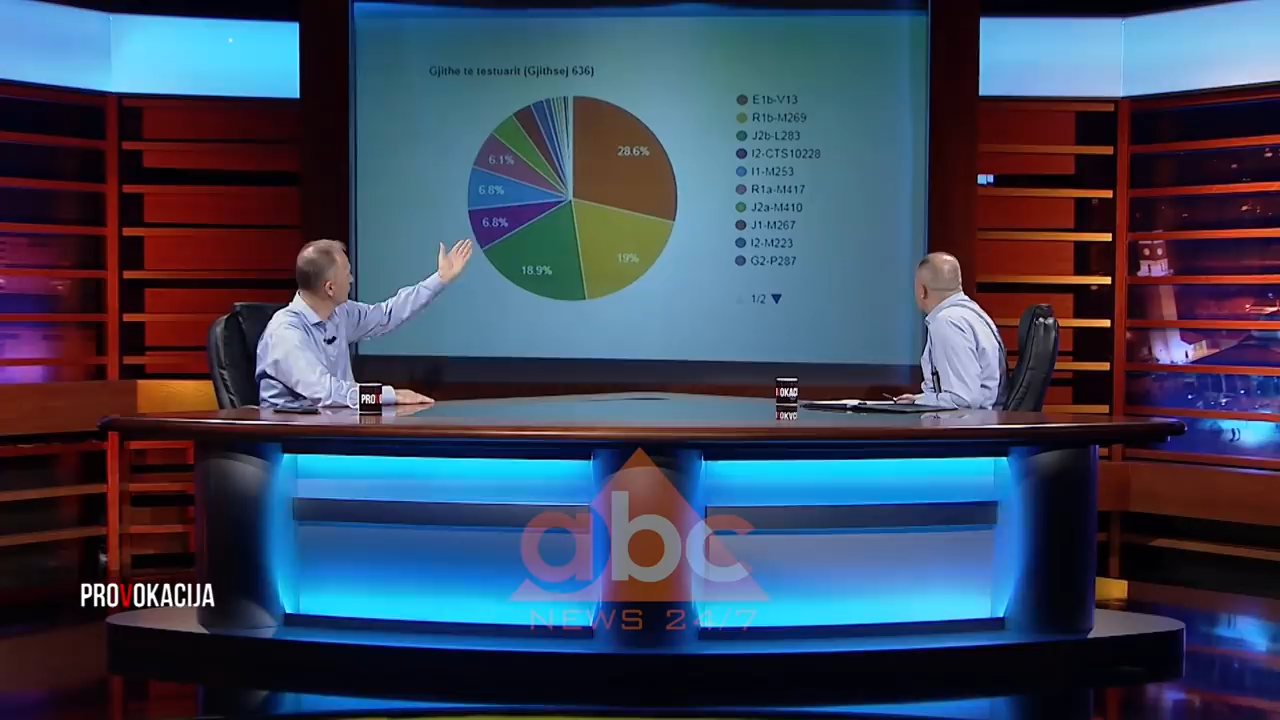 Gjithe te testuarit (Gjithsej 636)
28.6%
19%
18.9%
6.8%
6.8%
6.1%
E1b-V13
R1b-M269
J2b-L283
I2-CTS10228
I1-M253
R1a-M417
J2a-M410
J1-M267
I2-M223
G2-P287
1/2
PROVO
VOKAC
PROVOKACIJA
abc
NEWS 24/7